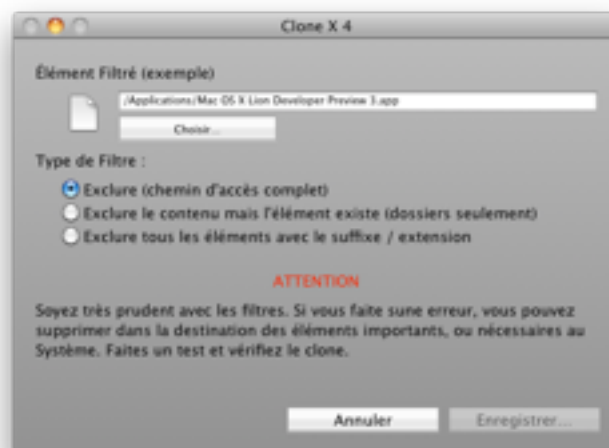 Clone X 4
Élément Filtré (exemple)
/Applications/Mac OS X Lion Developer Preview 3.app
Choisir...
Type de Filtre :
Exclure (chemin d'accès complet)
Exclure le contenu mais l'élément existe (dossiers seulement)
Exclure tous les éléments avec le suffixe / extension
ATTENTION
Soyez très prudent avec les filtres. Si vous faite sune erreur, vous pouvez
supprimer dans la destination des éléments importants, ou nécessaires au
Système. Faites un test et vérifiez le clone.
Annuler
Enregistrer...